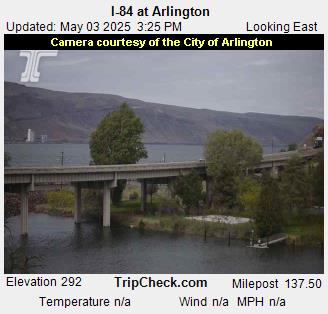 I-84 at Arlington
Updated: May 03 2025 3:25 PM Looking East
Camera courtesy of the City of Arlington
Elevation 292 TripCheck.com Milepost 137.50
Temperature n/a Wind n/a MPH n/a